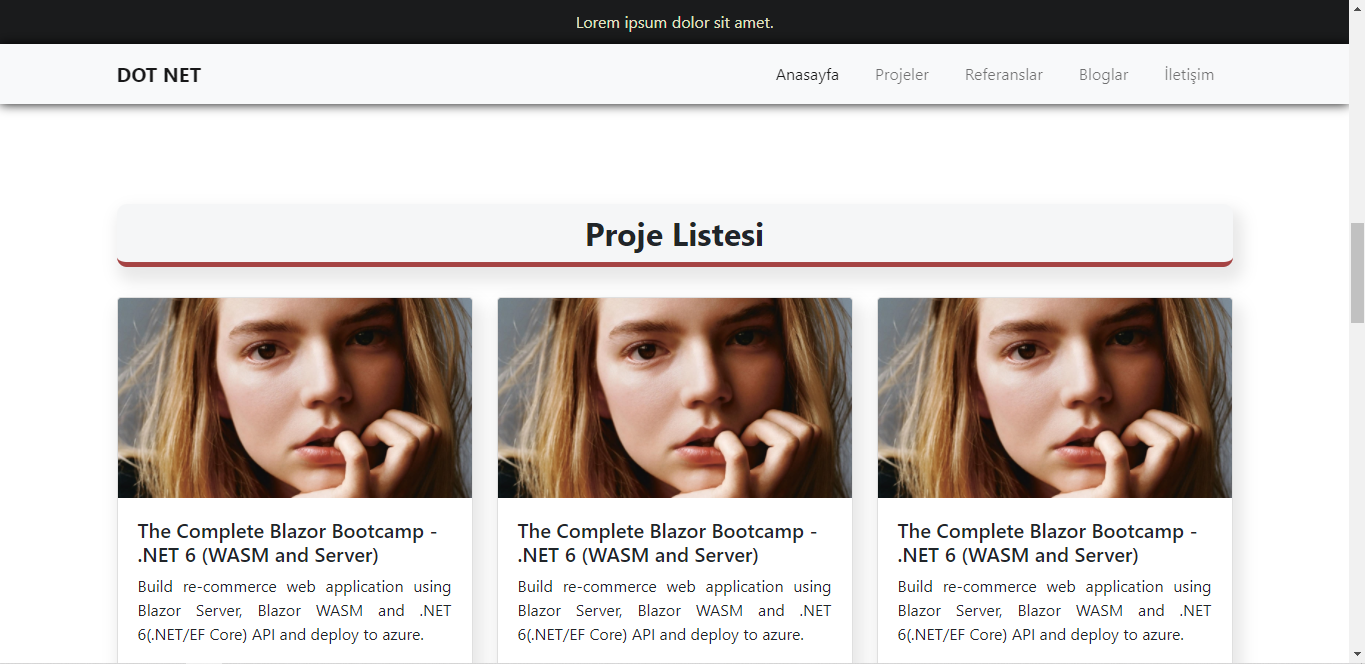 Lorem ipsum dolor sit amet.
DOT NET
Anasayfa Projeler Referanslar Bloglar İletişim
Proje Listesi
The Complete Blazor Bootcamp -
.NET 6 (WASM and Server)
Build re-commerce web application using
Blazor Server, Blazor WASM and .NET
6(.NET/EF Core) API and deploy to azure.
The Complete Blazor Bootcamp -
.NET 6 (WASM and Server)
Build re-commerce web application using
Blazor Server, Blazor WASM and .NET
6(.NET/EF Core) API and deploy to azure.
The Complete Blazor Bootcamp -
.NET 6 (WASM and Server)
Build re-commerce web application using
Blazor Server, Blazor WASM and .NET
6(.NET/EF Core) API and deploy to azure.